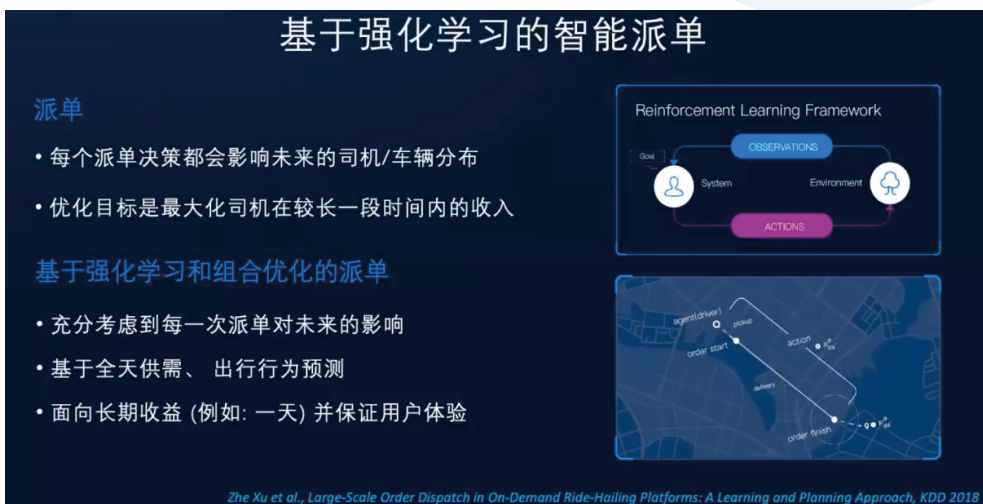 基于强化学习的智能派单
派单
• 每个派单决策都会影响未来的司机/车辆分布
• 优化目标是最大化司机在较长一段时间内的收入
基于强化学习和组合优化的派单
• 充分考虑到每一次派单对未来的影响
• 基于全天供需、 出行行为预测
• 面向长期收益 (例如: 一天) 并保证用户体验
Reinforcement Learning Framework
OBSERVATIONS
Goal
System
Environment
ACTIONS
agent(driver)
pickup
order start
action
delivery
order finish
Zhe Xu et al., Large-Scale Order Dispatch in On-Demand Ride-Hailing Platforms: A Learning and Planning Approach, KDD 2018